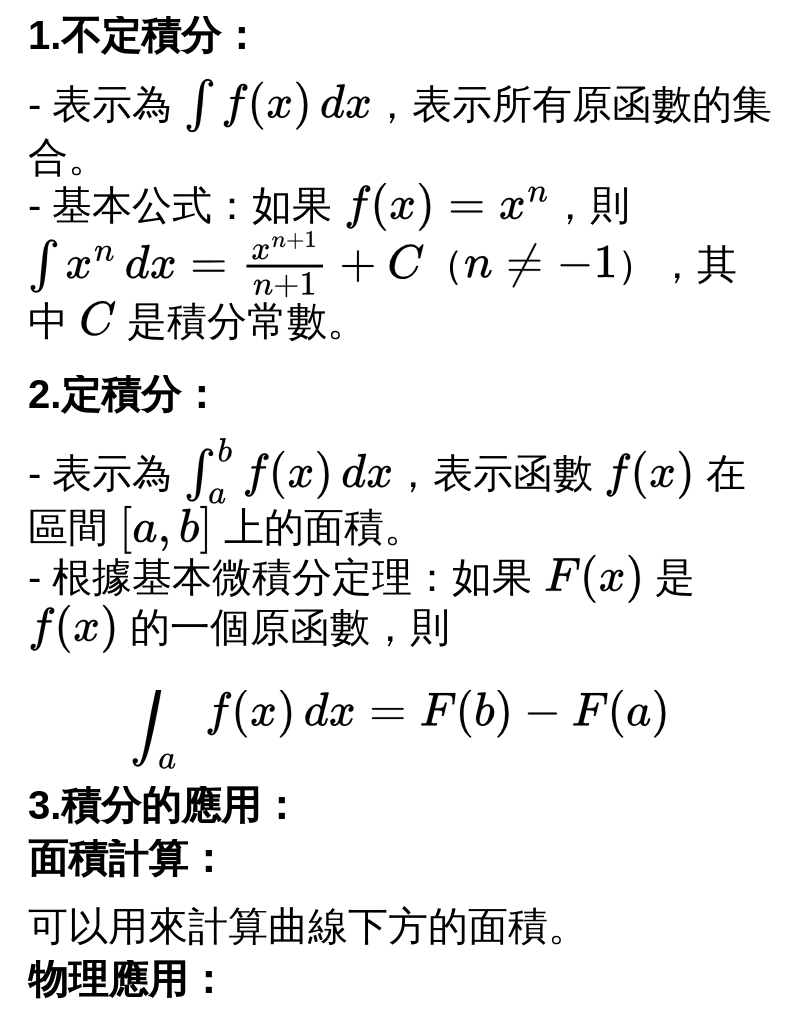 1.不定積分：
- 表示為 ∫ f(x) dx，表示所有原函數的集
合。
- 基本公式：如果 f(x) = xⁿ，則
∫ xⁿ dx = \frac{x^{n+1}}{n+1} + C（n ≠ −1），其
中 C 是積分常數。
2.定積分：
- 表示為 ∫_a^b f(x) dx，表示函數 f(x) 在
區間 [a, b] 上的面積。
- 根據基本微積分定理：如果 F(x) 是
f(x) 的一個原函數，則
∫_a f(x) dx = F(b) − F(a)
3.積分的應用：
面積計算：
可以用來計算曲線下方的面積。
物理應用：